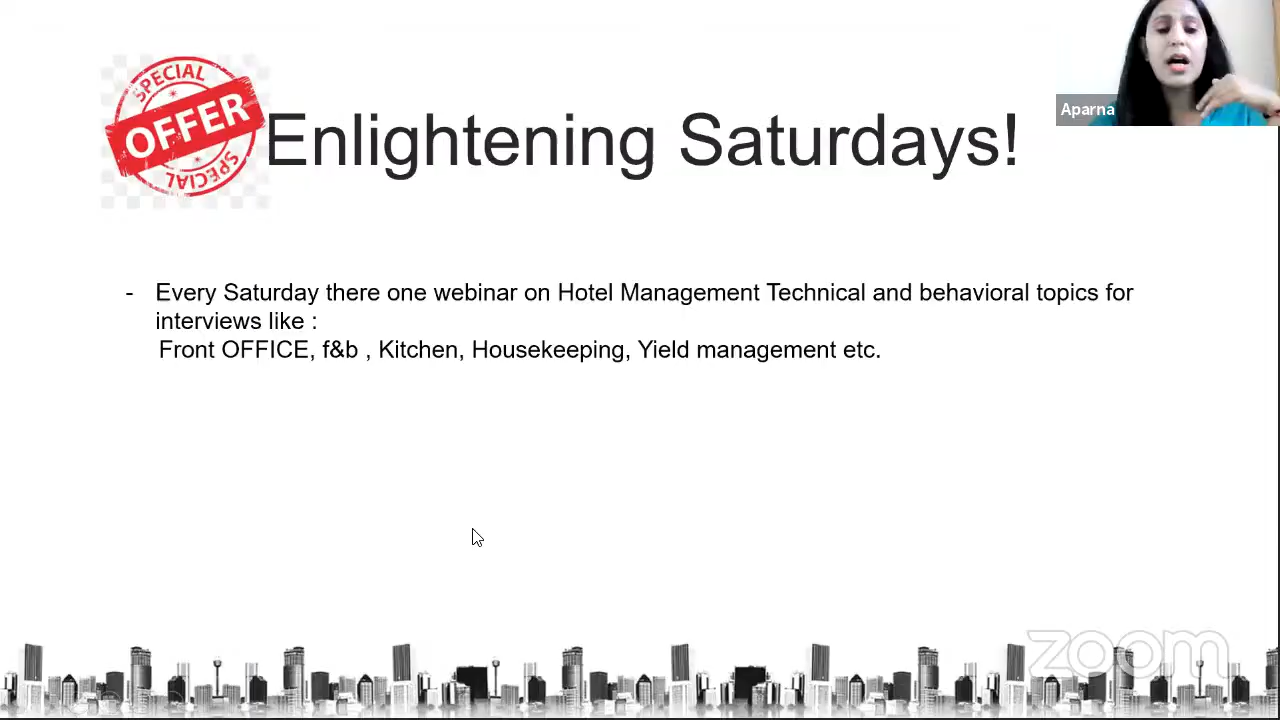 SPECIAL
OFFER
SPECIAL
Enlightening Saturdays!
Aparna
- Every Saturday there one webinar on Hotel Management Technical and behavioral topics for
interviews like :
Front OFFICE, f&b , Kitchen, Housekeeping, Yield management etc.
zoom